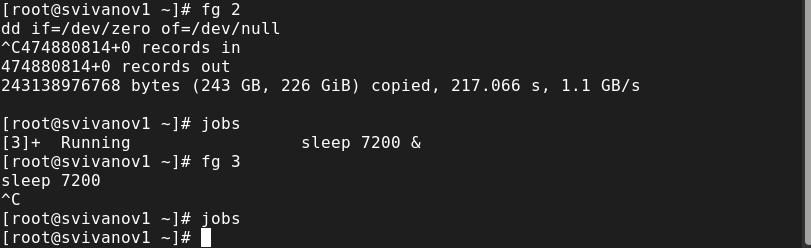 [root@svivanov1 ~]# fg 2
dd if=/dev/zero of=/dev/null
^C474880814+0 records in
474880814+0 records out
243138976768 bytes (243 GB, 226 GiB) copied, 217.066 s, 1.1 GB/s
[root@svivanov1 ~]# jobs
[3]+  Running                 sleep 7200 &
[root@svivanov1 ~]# fg 3
sleep 7200
^C
[root@svivanov1 ~]# jobs
[root@svivanov1 ~]#